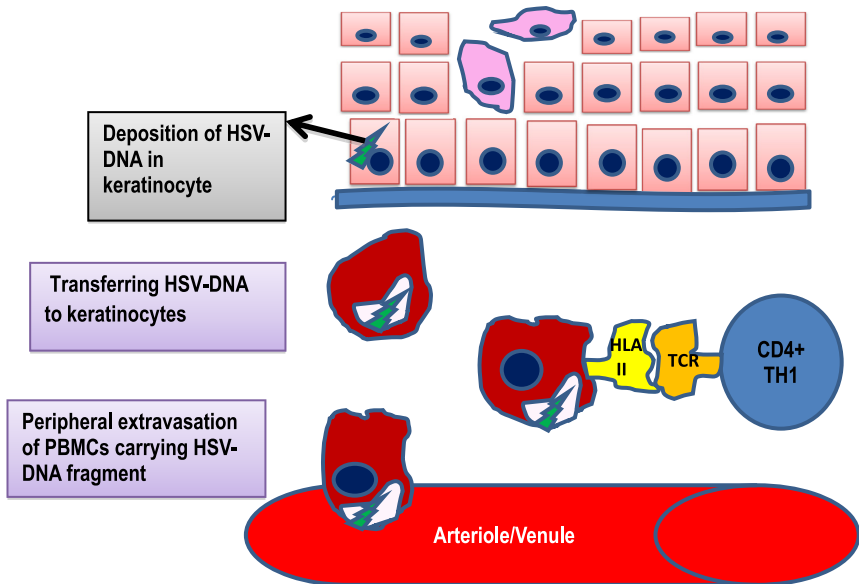 Deposition of HSV-
DNA in
keratinocyte
Transferring HSV-DNA
to keratinocytes
HLA
II
TCR
CD4+
TH1
Peripheral extravasation
of PBMCs carrying HSV-
DNA fragment
Arteriole/Venule